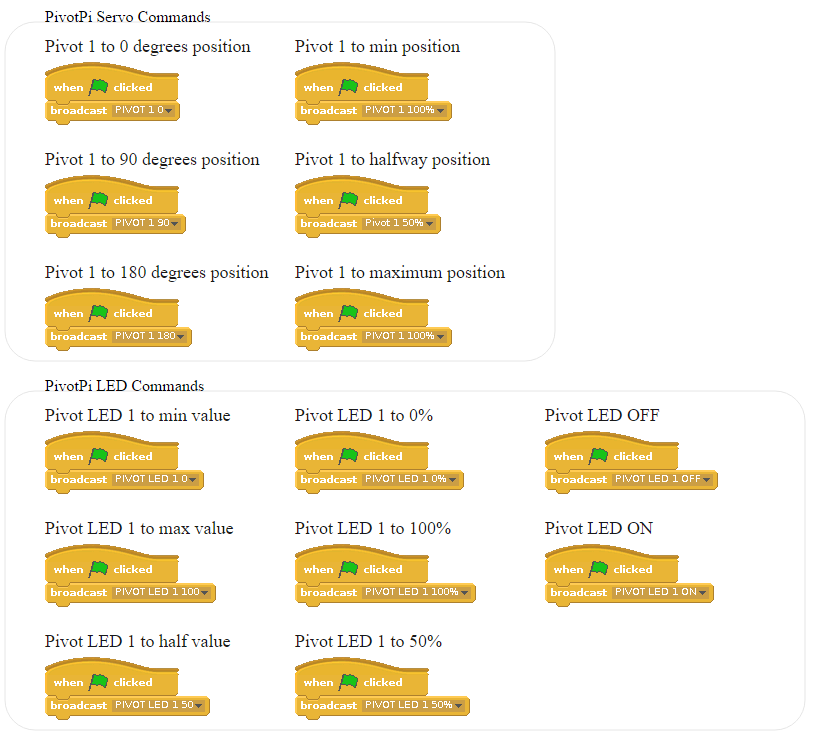 PivotPi Servo Commands
Pivot 1 to 0 degrees position
when clicked
broadcast PIVOT 1 0
Pivot 1 to min position
when clicked
broadcast PIVOT 1 100%
Pivot 1 to 90 degrees position
when clicked
broadcast PIVOT 1 90
Pivot 1 to halfway position
when clicked
broadcast Pivot 1 50%
Pivot 1 to 180 degrees position
when clicked
broadcast PIVOT 1 180
Pivot 1 to maximum position
when clicked
broadcast PIVOT 1 100%
PivotPi LED Commands
Pivot LED 1 to min value
when clicked
broadcast PIVOT LED 1 0
Pivot LED 1 to 0%
when clicked
broadcast PIVOT LED 1 0%
Pivot LED OFF
when clicked
broadcast PIVOT LED 1 OFF
Pivot LED 1 to max value
when clicked
broadcast PIVOT LED 1 100
Pivot LED 1 to 100%
when clicked
broadcast PIVOT LED 1 100%
Pivot LED ON
when clicked
broadcast PIVOT LED 1 ON
Pivot LED 1 to half value
when clicked
broadcast PIVOT LED 1 50
Pivot LED 1 to 50%
when clicked
broadcast PIVOT LED 1 50%